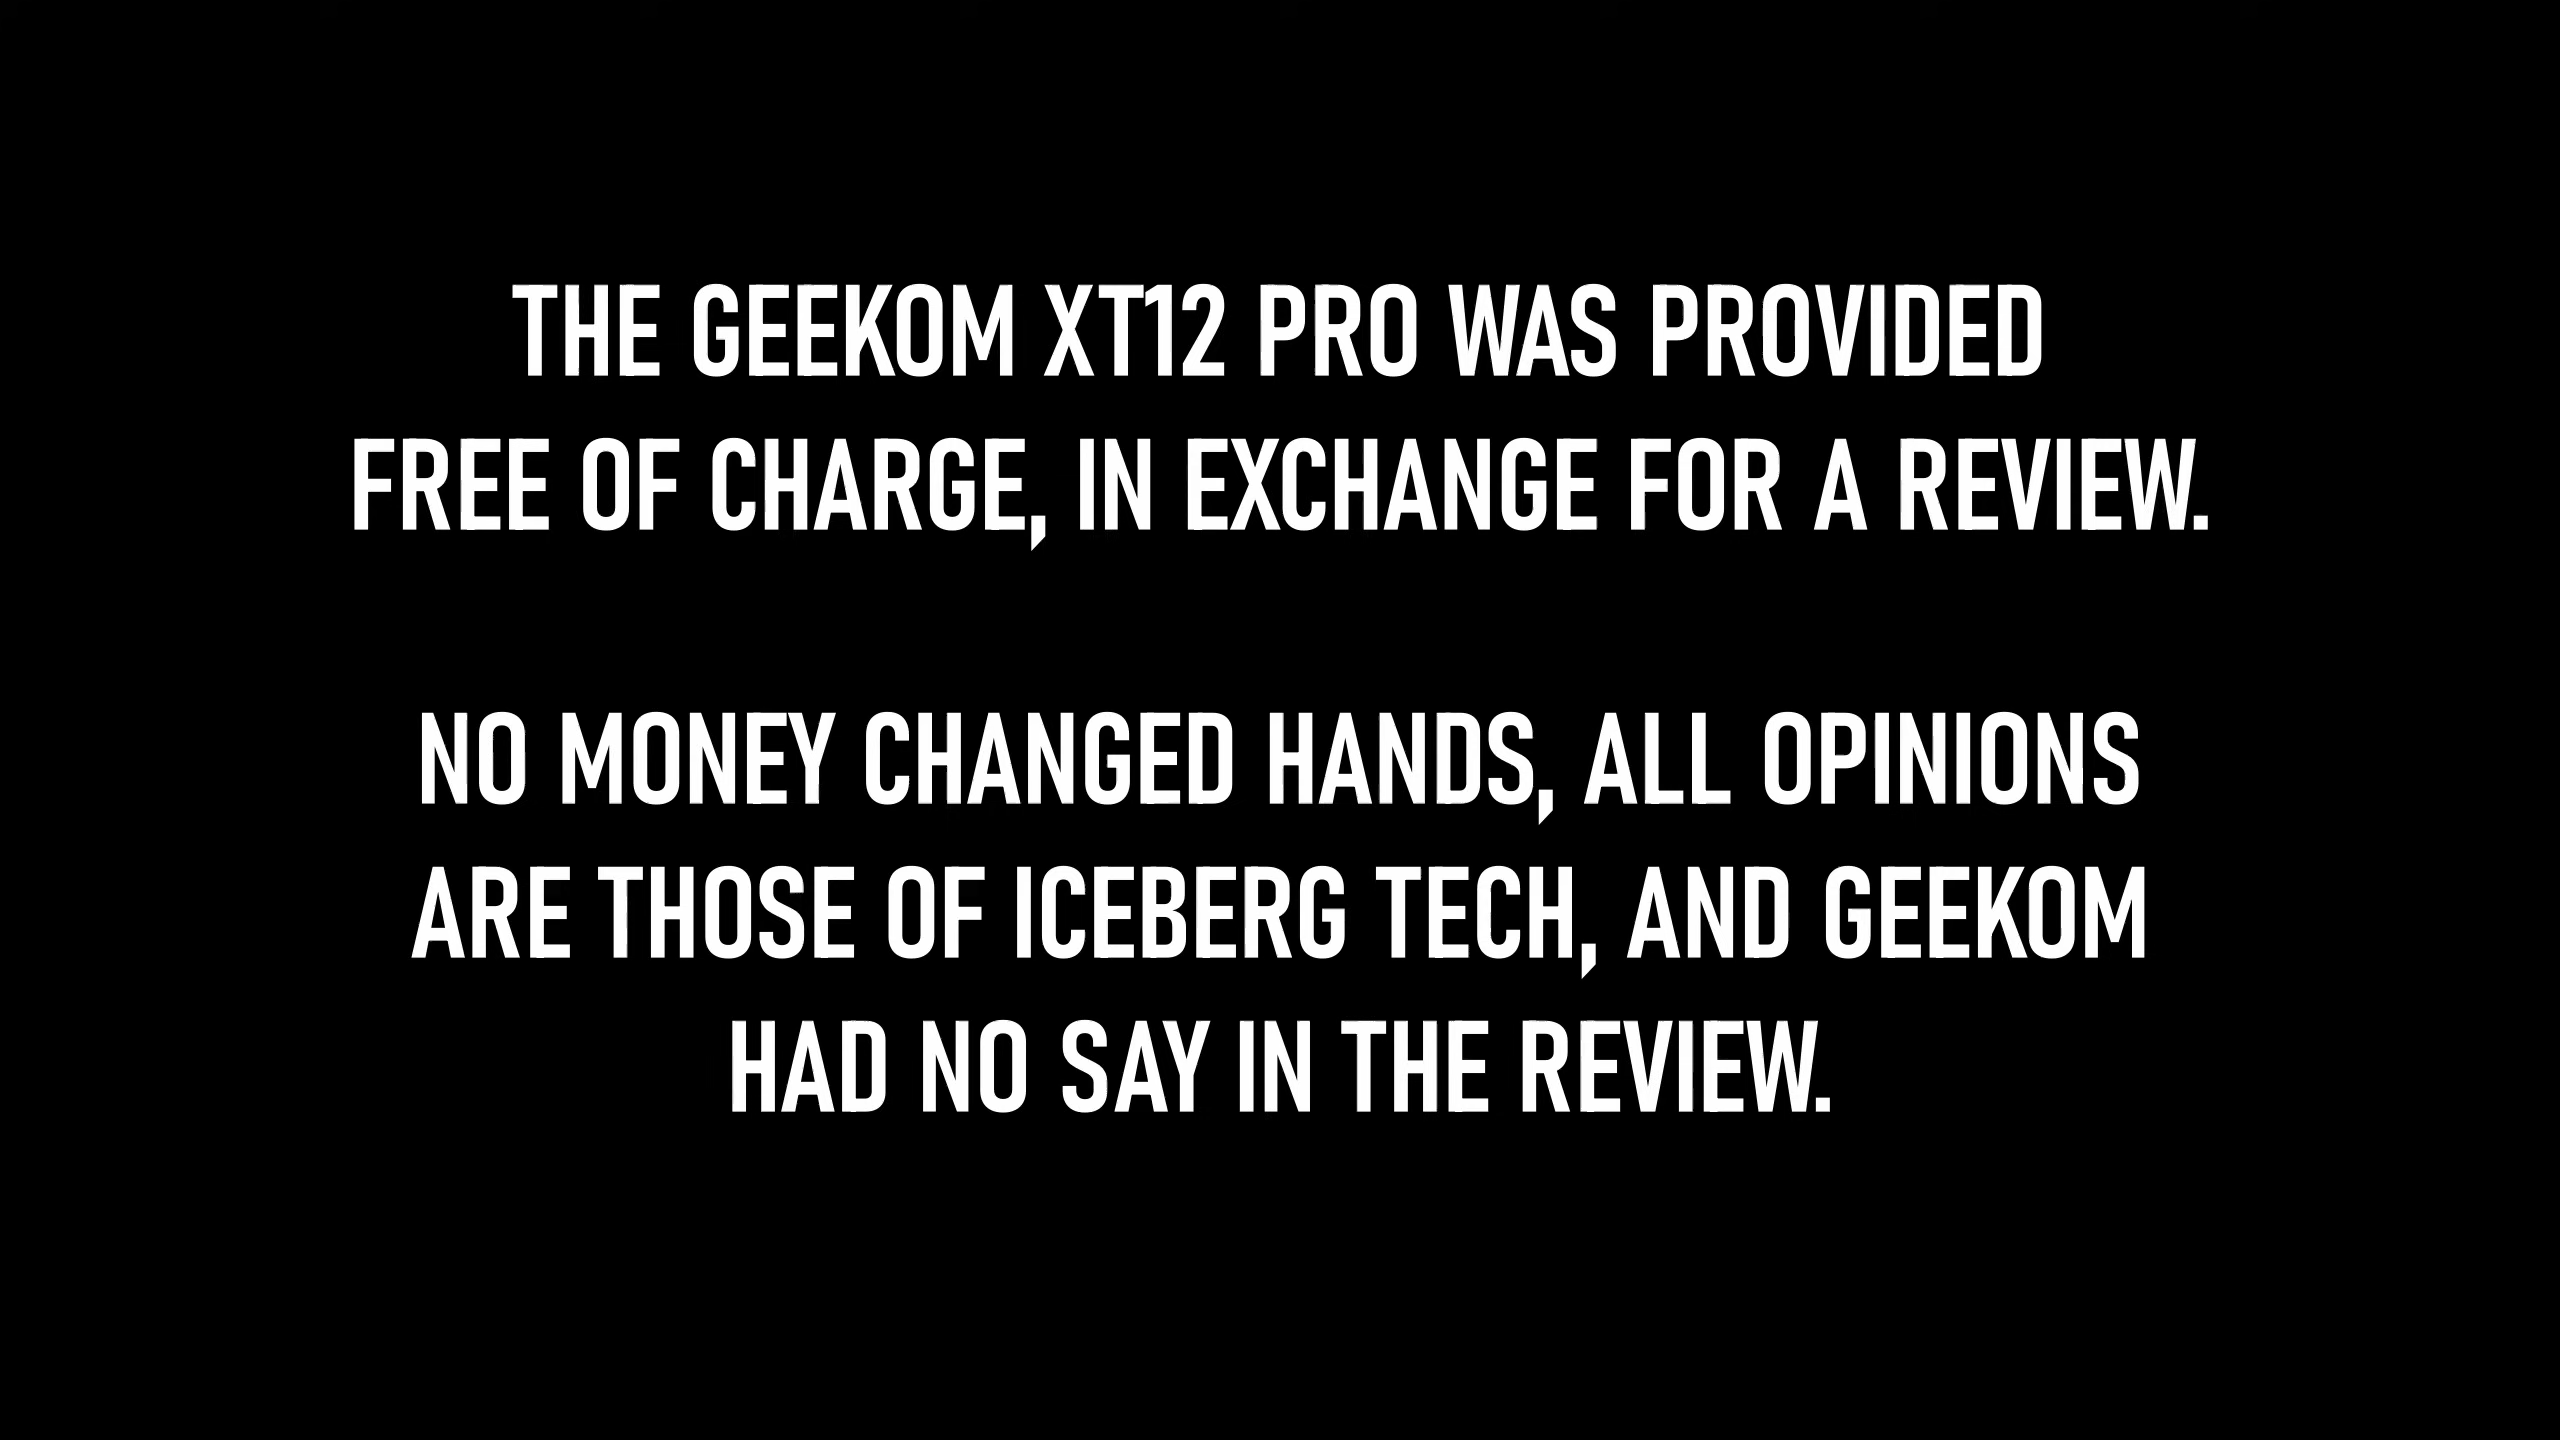 THE GEEKOM XT12 PRO WAS PROVIDED
FREE OF CHARGE, IN EXCHANGE FOR A REVIEW.
NO MONEY CHANGED HANDS, ALL OPINIONS
ARE THOSE OF ICEBERG TECH, AND GEEKOM
HAD NO SAY IN THE REVIEW.